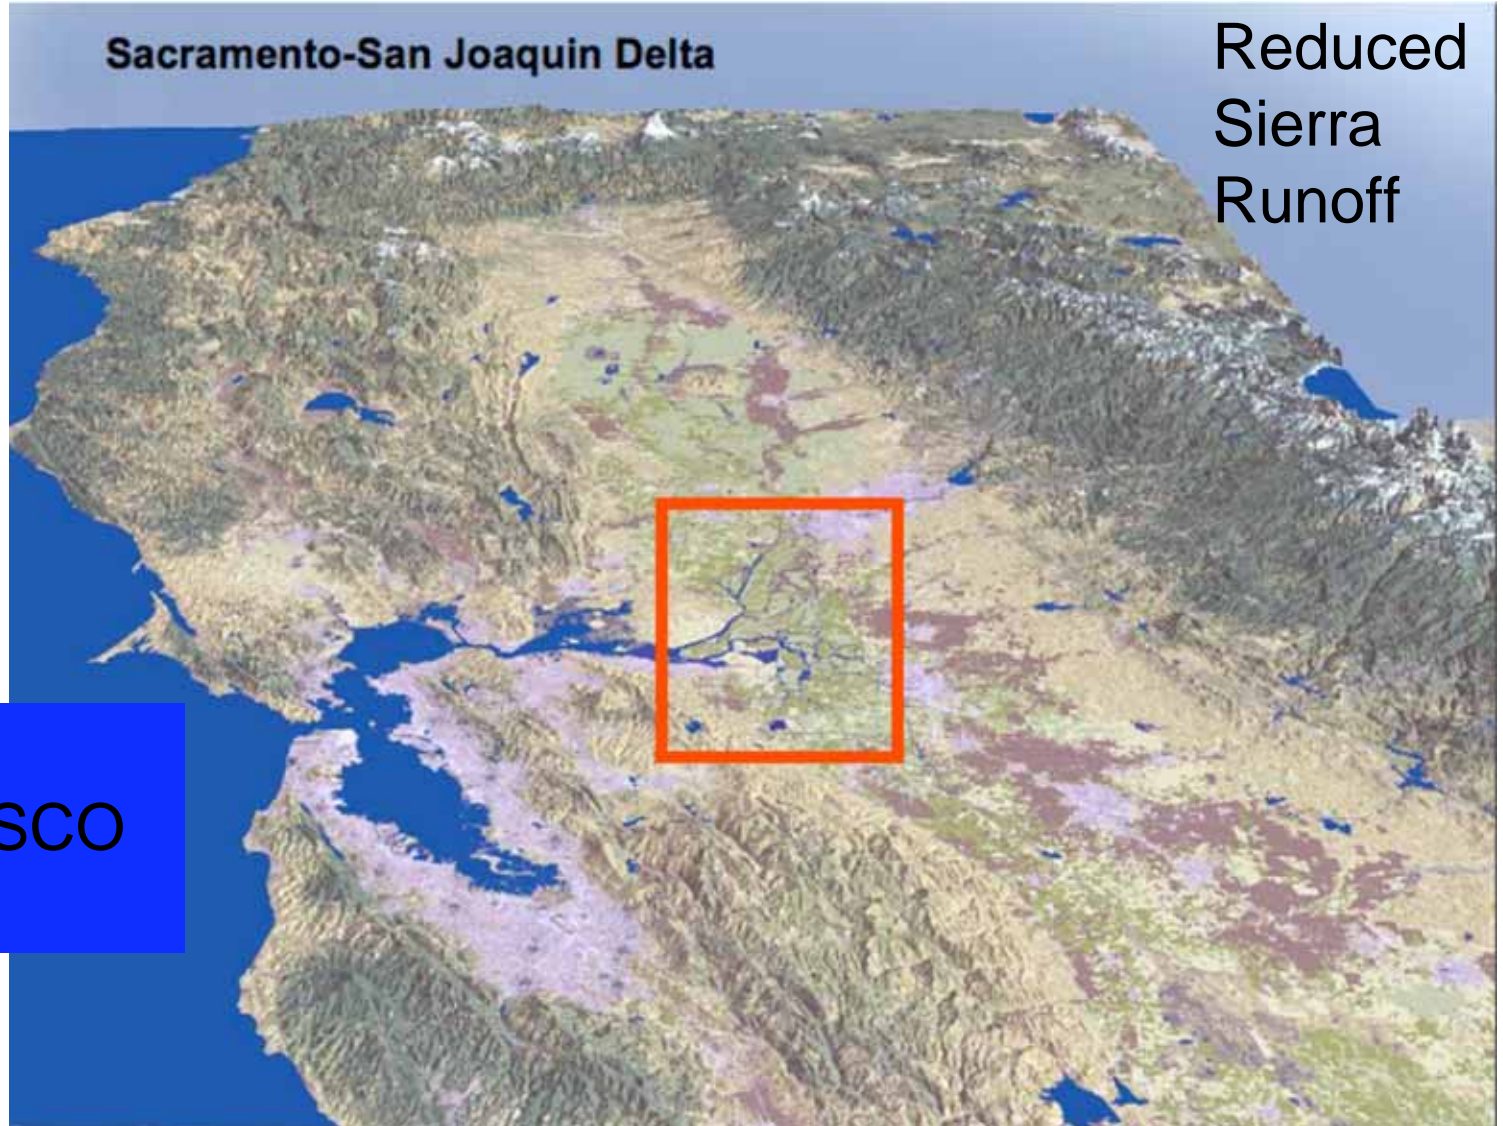 Sacramento-San Joaquin Delta
Reduced
Sierra
Runoff
SCO